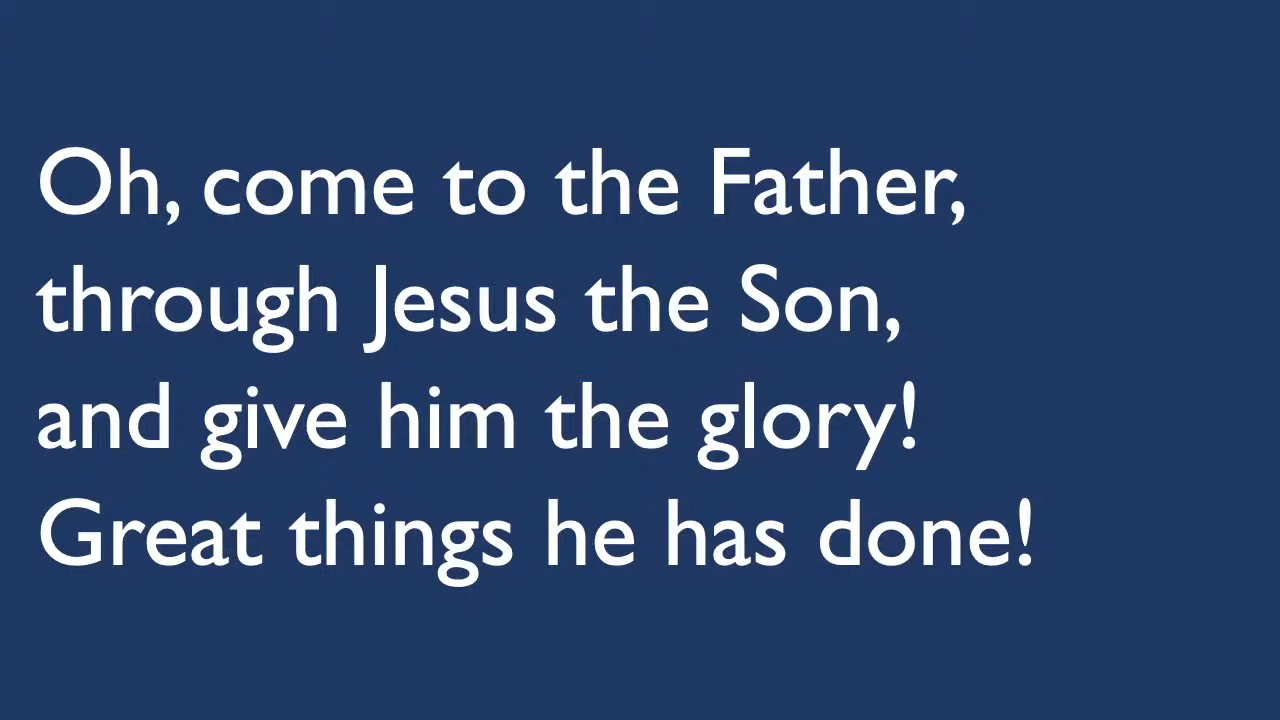 Oh, come to the Father,
through Jesus the Son,
and give him the glory!
Great things he has done!